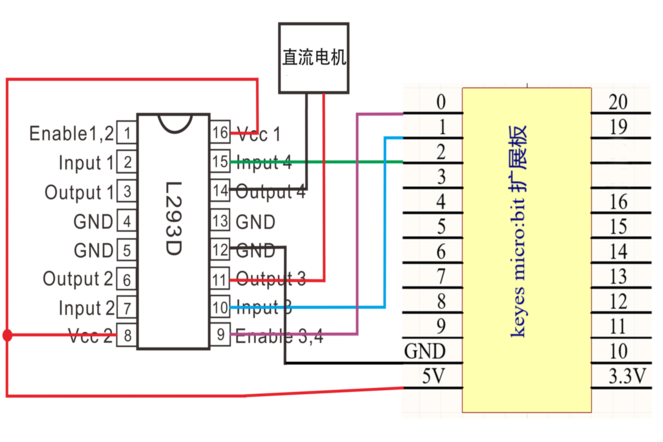 直流电机
Enable1,2 1
Input 1 2
Output 1 3
GND 4
GND 5
Output 2 6
Input 2 7
Vcc 2 8
L293D
16 Vcc 1
15 Input 4
14 Output 4
13 GND
12 GND
11 Output 3
10 Input 3
9 Enable 3,4
0
1
2
3
4
5
6
7
8
9
GND
5V
keyes micro:bit 扩展板
20
19
16
15
14
13
12
11
10
3.3V